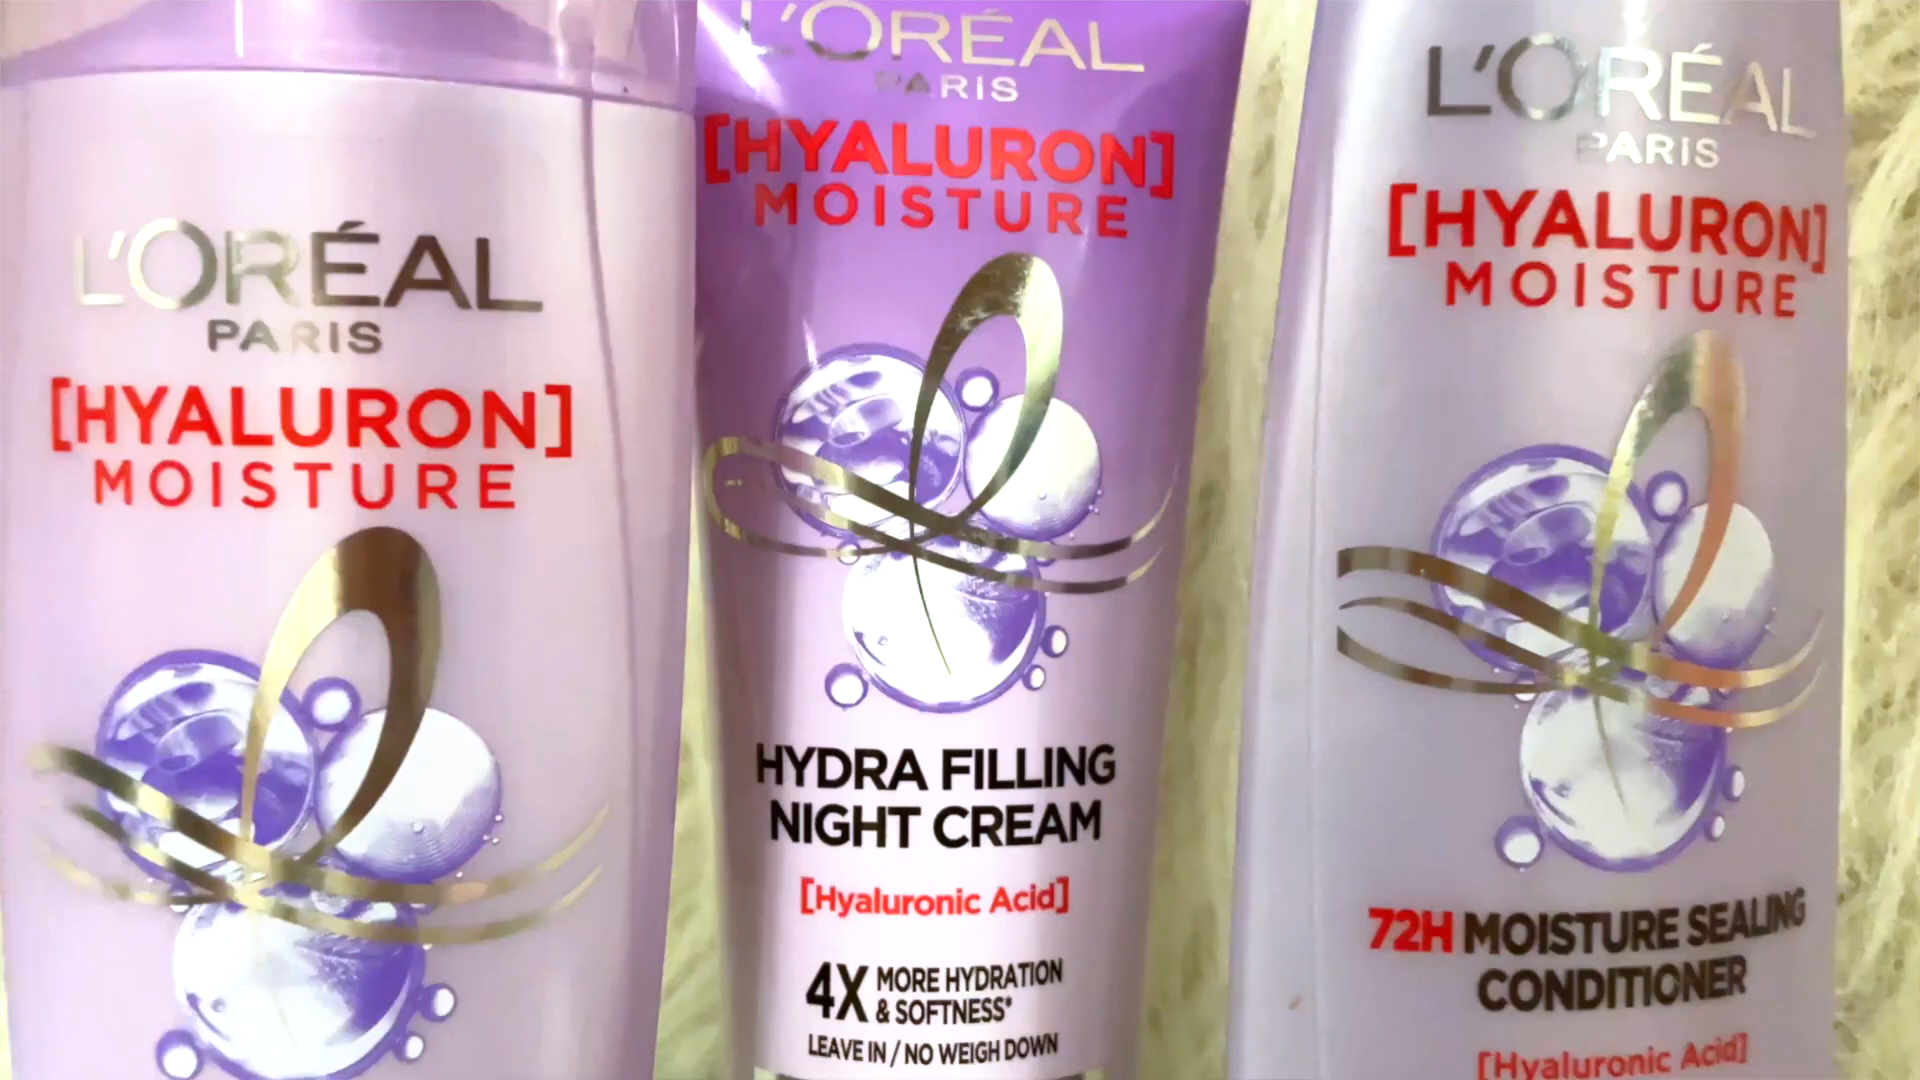 L'ORÉAL
PARIS
[HYALURON]
MOISTURE
L'ORÉAL
PARIS
[HYALURON]
MOISTURE
HYDRA FILLING
NIGHT CREAM
[Hyaluronic Acid]
4X MORE HYDRATION
& SOFTNESS*
LEAVE IN / NO WEIGH DOWN
L'ORÉAL
PARIS
[HYALURON]
MOISTURE
72H MOISTURE SEALING
CONDITIONER
[Hyaluronic Acid]